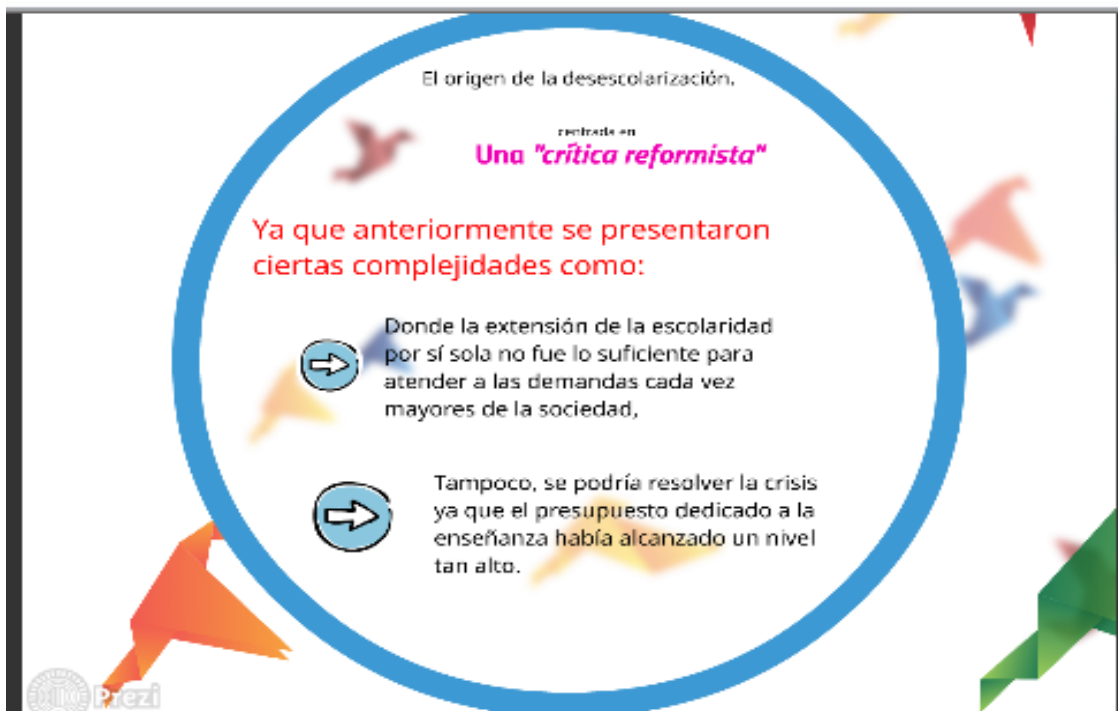 El origen de la desescolarización.
centrada en
Una "crítica reformista"
Ya que anteriormente se presentaron
ciertas complejidades como:
Donde la extensión de la escolaridad
por sí sola no fue lo suficiente para
atender a las demandas cada vez
mayores de la sociedad,
Tampoco, se podría resolver la crisis
ya que el presupuesto dedicado a la
enseñanza había alcanzado un nivel
tan alto.
Prezi